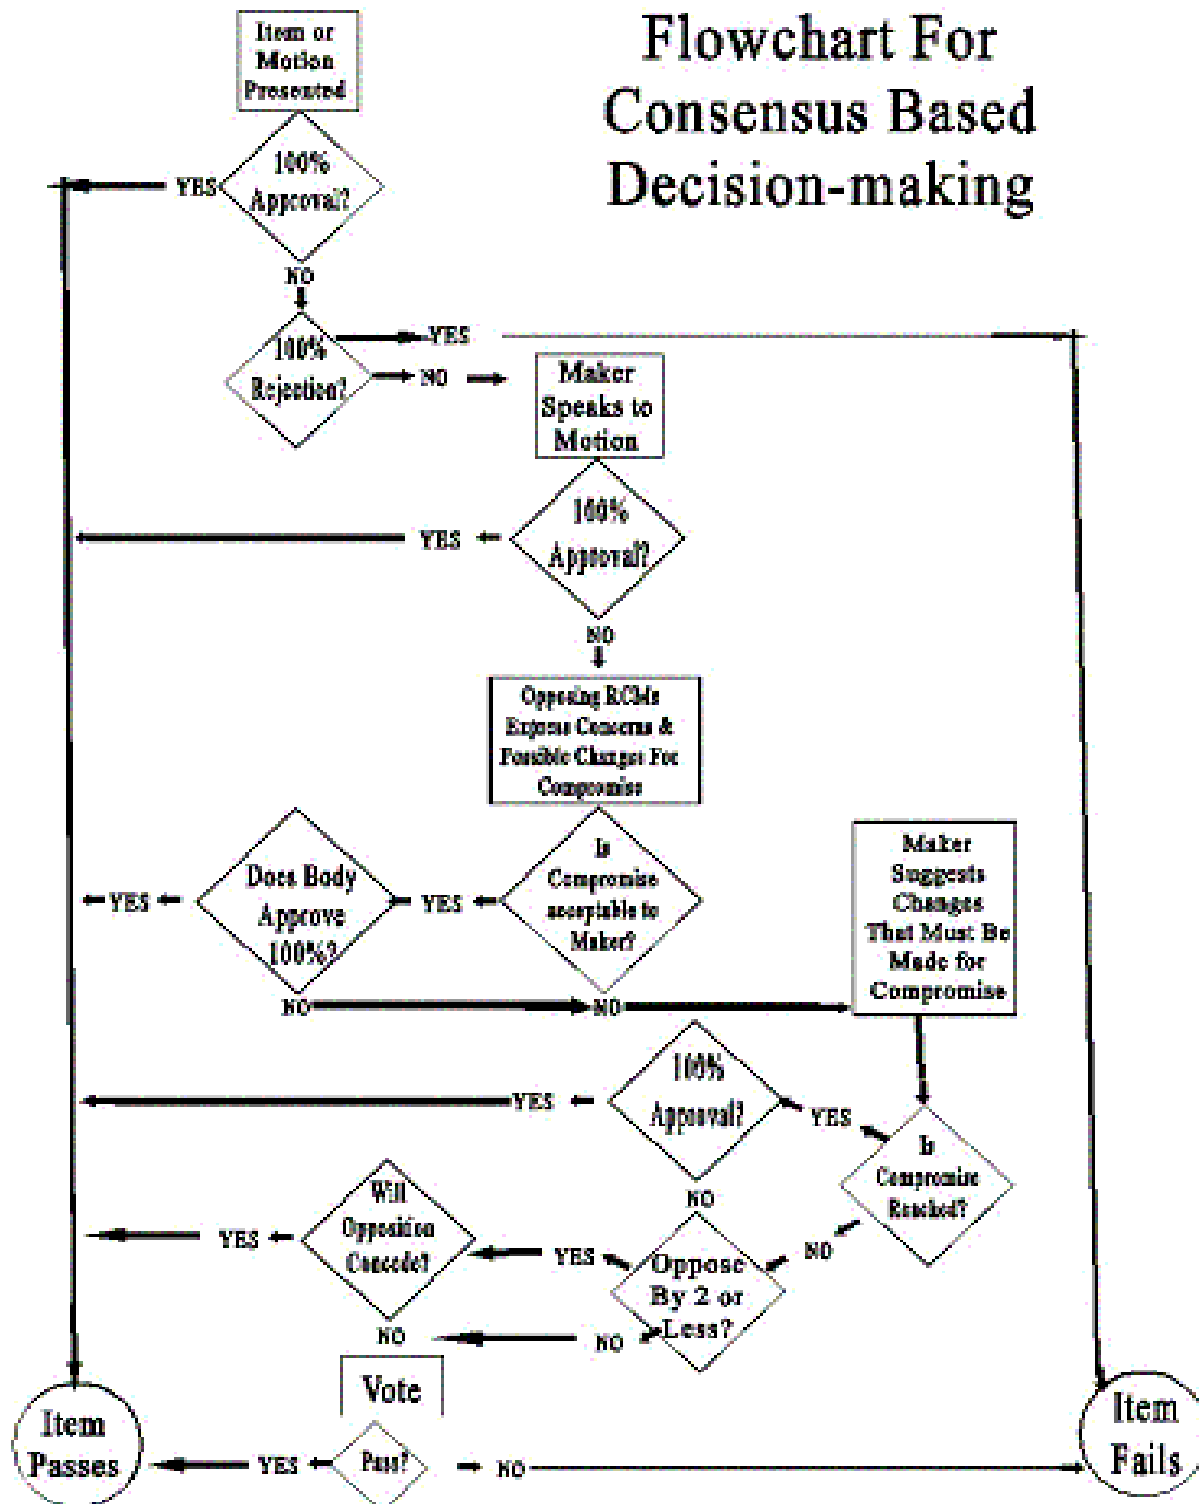 Flowchart For
Consensus Based
Decision-making
Item or
Motion
Presented
100%
Approval?
YES
NO
100%
Rejection?
YES
NO
Maker
Speaks to
Motion
100%
Approval?
YES
NO
Opposing RCMs
Express Concerns &
Possible Changes For
Compromise
Is
Compromise
acceptable to
Maker?
YES
Does Body
Approve
100%?
YES
NO
NO
Maker
Suggests
Changes
That Must Be
Made for
Compromise
Is
Compromise
Reached?
YES
NO
100%
Approval?
YES
NO
Oppose
By 2 or
Less?
YES
NO
Will
Opposition
Concede?
YES
NO
Vote
Pass?
YES
NO
Item
Passes
Item
Fails